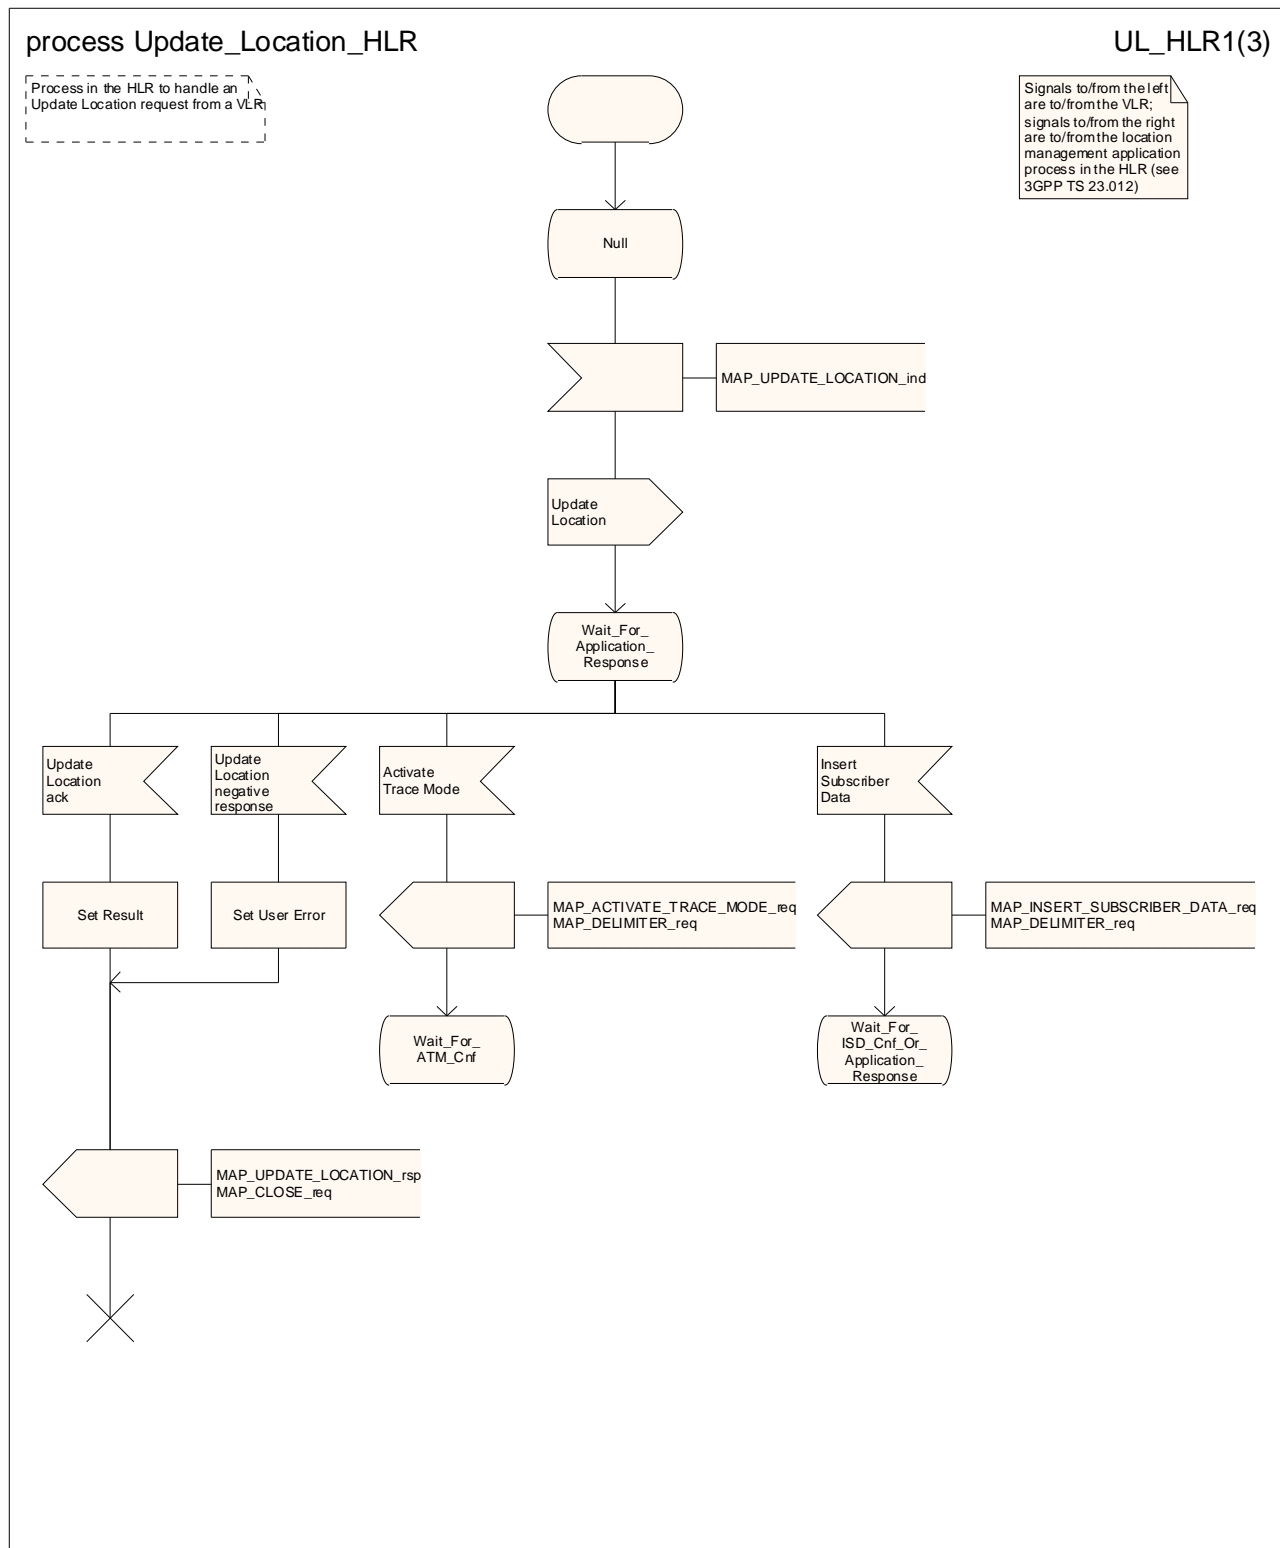 process Update_Location_HLR
UL_HLR1(3)
Process in the HLR to handle an
Update Location request from a VLR
Signals to/from the left
are to/from the VLR;
signals to/from the right
are to/from the location
management application
process in the HLR (see
3GPP TS 23.012)
Null
MAP_UPDATE_LOCATION_ind
Update
Location
Wait_For_
Application_
Response
Update
Location
ack
Update
Location
negative
response
Activate
Trace Mode
Insert
Subscriber
Data
Set Result
Set User Error
MAP_ACTIVATE_TRACE_MODE_req
MAP_DELIMITER_req
MAP_INSERT_SUBSCRIBER_DATA_req
MAP_DELIMITER_req
Wait_For_
ATM_Cnf
Wait_For_
ISD_Cnf_Or_
Application_
Response
MAP_UPDATE_LOCATION_rsp
MAP_CLOSE_req